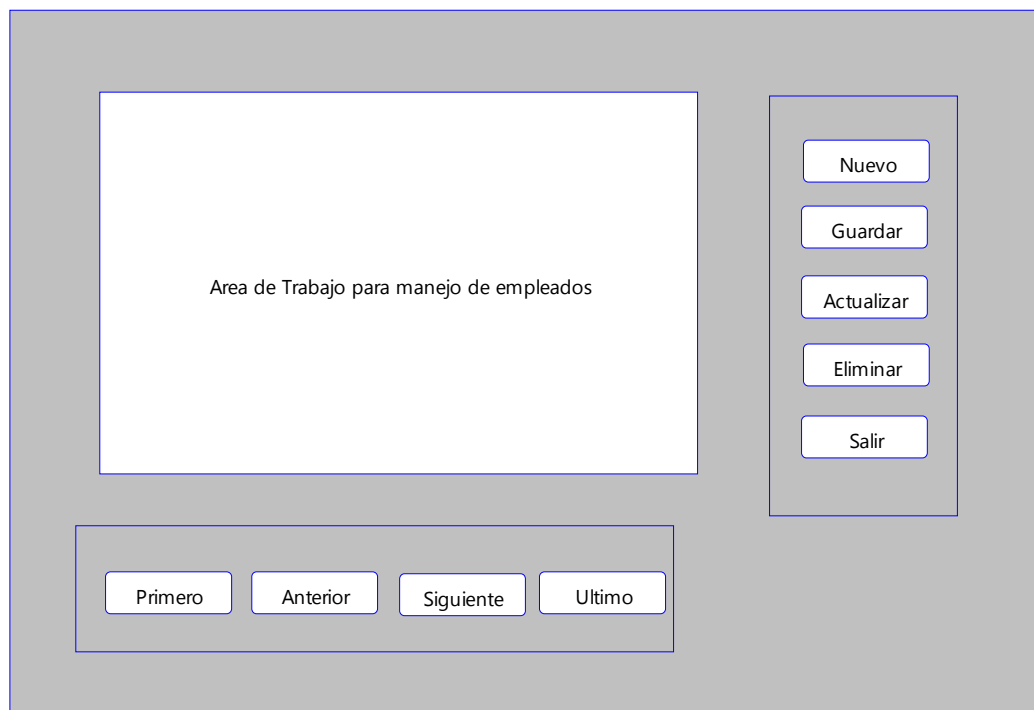 Area de Trabajo para manejo de empleados
Nuevo
Guardar
Actualizar
Eliminar
Salir
Primero
Anterior
Siguiente
Ultimo